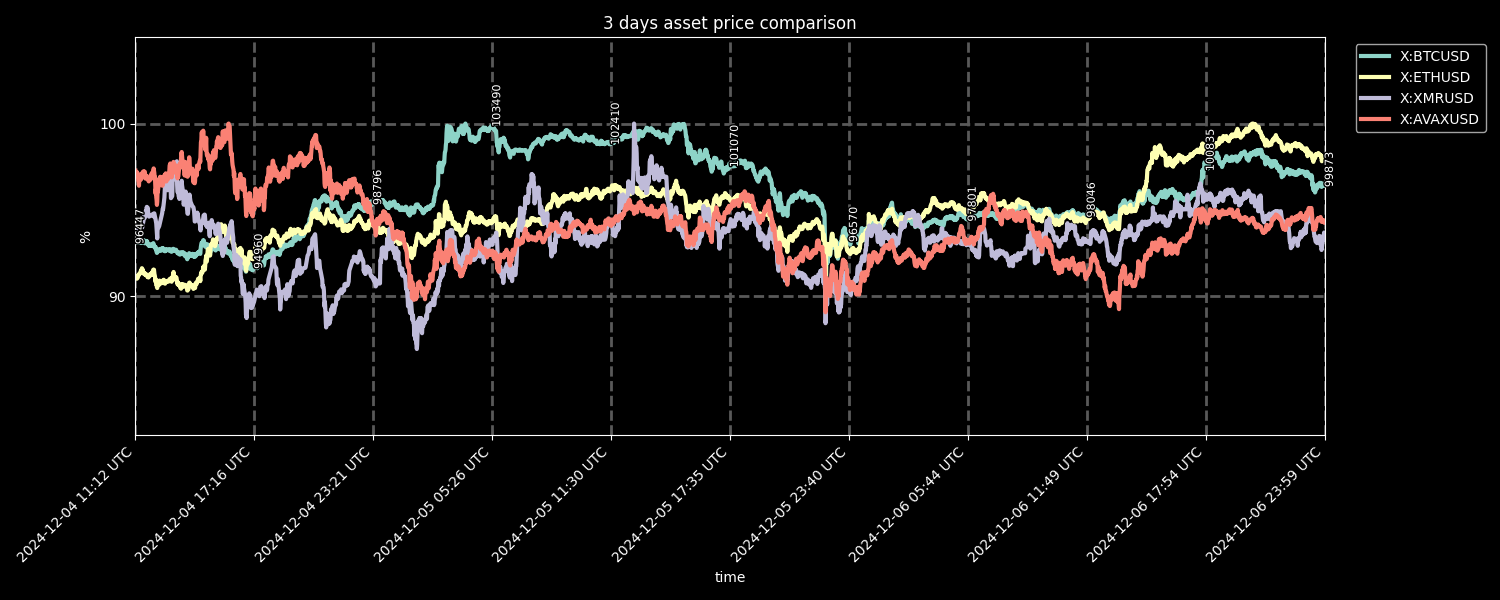 3 days asset price comparison
X:BTCUSD
X:ETHUSD
X:XMRUSD
X:AVAXUSD
100
90
%
96747
94960
98796
103490
102410
101070
96570
97801
98046
100835
99873
2024-12-04 11:12 UTC
2024-12-04 17:16 UTC
2024-12-04 23:21 UTC
2024-12-05 05:26 UTC
2024-12-05 11:30 UTC
2024-12-05 17:35 UTC
2024-12-05 23:40 UTC
2024-12-06 05:44 UTC
2024-12-06 11:49 UTC
2024-12-06 17:54 UTC
2024-12-06 23:59 UTC
time